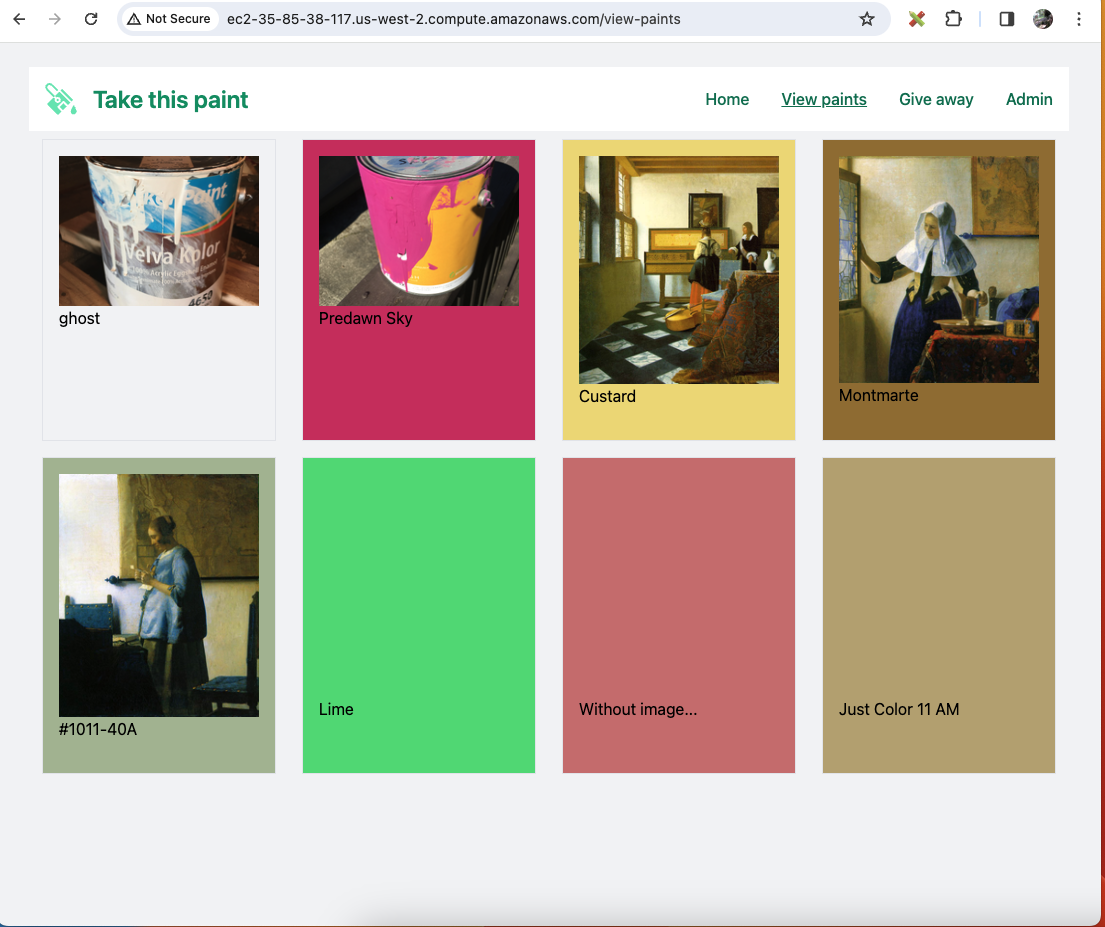 Not Secure
ec2-35-85-38-117.us-west-2.compute.amazonaws.com/view-paints
Take this paint
Home
View paints
Give away
Admin
Paint
Velva Kolor
4650
ghost
Predawn Sky
Custard
Montmarte
#1011-40A
Lime
Without image...
Just Color 11 AM